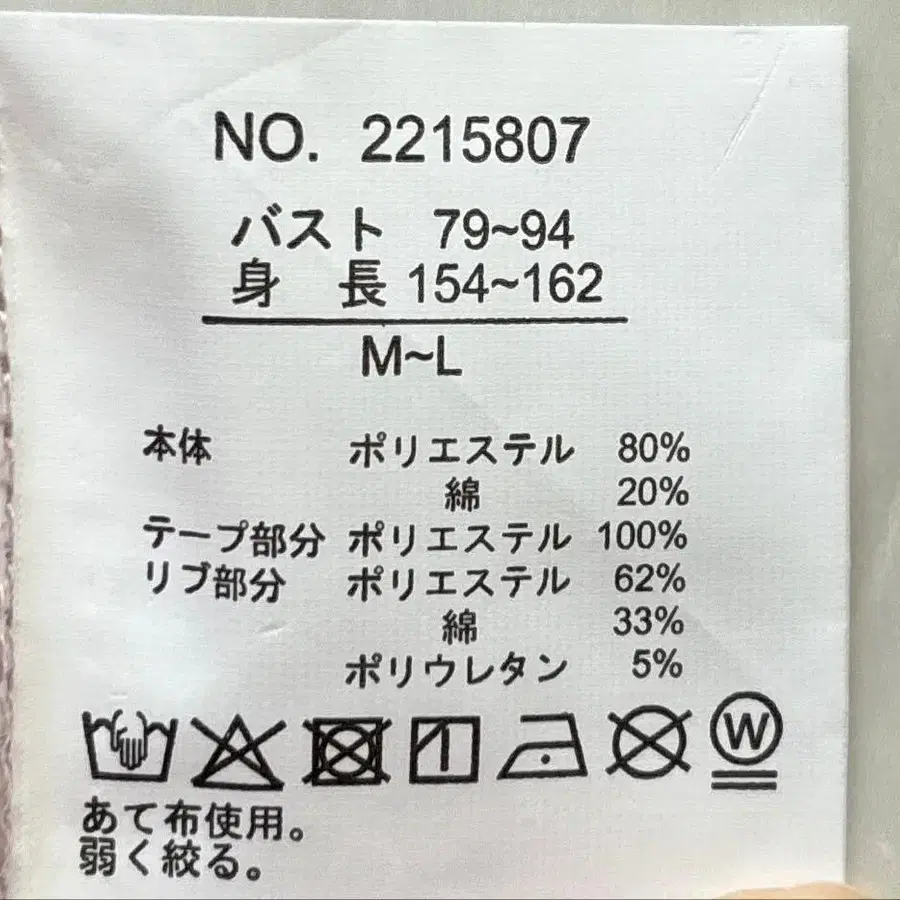 NO. 2215807
バスト 79~94
身 長 154~162
M~L
本体 ポリエステル 80%
綿 20%
テープ部分 ポリエステル 100%
リブ部分 ポリエステル 62%
綿 33%
ポリウレタン 5%
W
あて布使用。
弱く絞る。